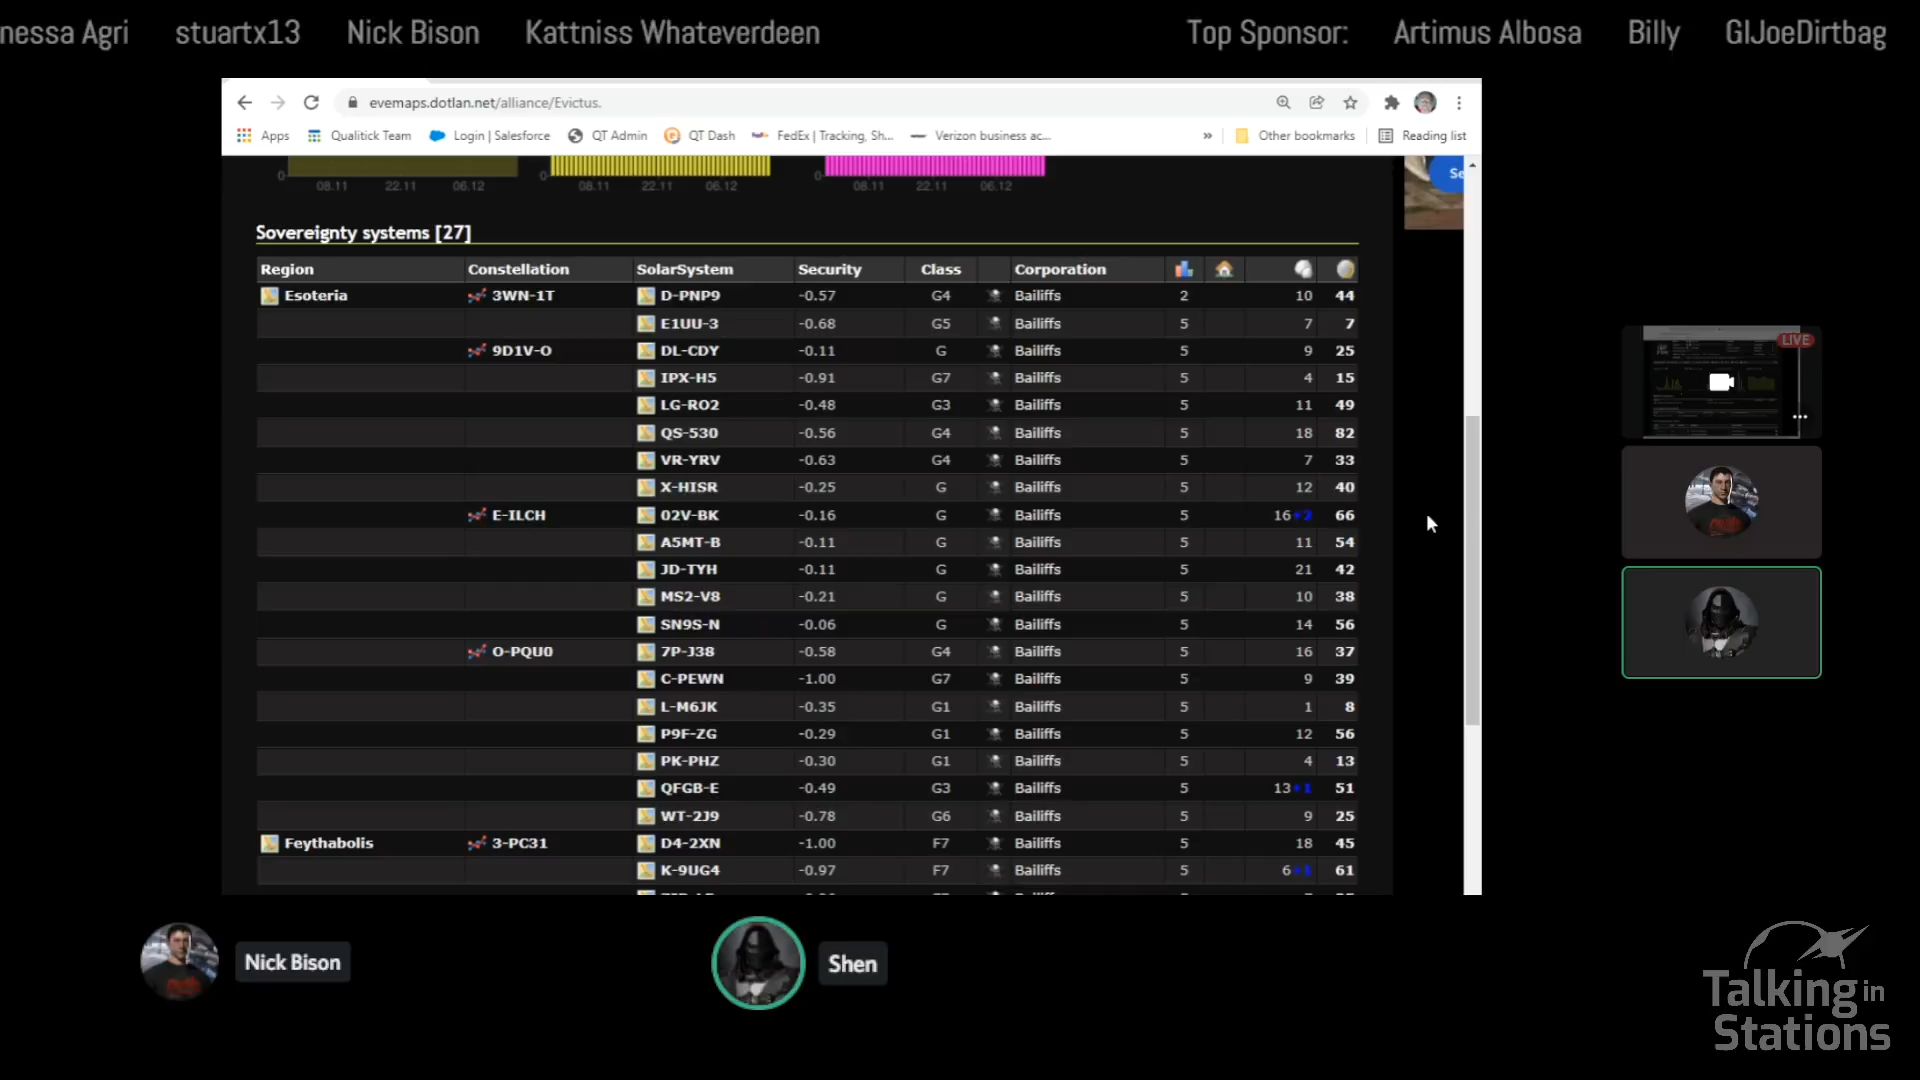 nessa Agri stuartx13 Nick Bison Kattniss Whateverdeen Top Sponsor: Artimus Albosa Billy GIJoeDirtbag
evemaps.dotlan.net/alliance/Evictus.
Apps Qualitick Team Login | Salesforce QT Admin QT Dash FedEx | Tracking, Sh... Verizon business ac... » Other bookmarks Reading list
0 08.11 22.11 06.12 0 08.11 22.11 06.12 0 08.11 22.11 06.12
Se
Sovereignty systems [27]
Region Constellation SolarSystem Security Class Corporation
Esoteria 3WN-1T D-PNP9 -0.57 G4 Bailiffs 2 10 44
E1UU-3 -0.68 G5 Bailiffs 5 7 7
9D1V-O DL-CDY -0.11 G Bailiffs 5 9 25
IPX-H5 -0.91 G7 Bailiffs 5 4 15
LG-RO2 -0.48 G3 Bailiffs 5 11 49
QS-530 -0.56 G4 Bailiffs 5 18 82
VR-YRV -0.63 G4 Bailiffs 5 7 33
X-HISR -0.25 G Bailiffs 5 12 40
E-ILCH 02V-BK -0.16 G Bailiffs 5 16+2 66
A5MT-B -0.11 G Bailiffs 5 11 54
JD-TYH -0.11 G Bailiffs 5 21 42
MS2-V8 -0.21 G Bailiffs 5 10 38
SN9S-N -0.06 G Bailiffs 5 14 56
O-PQU0 7P-J38 -0.58 G4 Bailiffs 5 16 37
C-PEWN -1.00 G7 Bailiffs 5 9 39
L-M6JK -0.35 G1 Bailiffs 5 1 8
P9F-ZG -0.29 G1 Bailiffs 5 12 56
PK-PHZ -0.30 G1 Bailiffs 5 4 13
QFGB-E -0.49 G3 Bailiffs 5 13+1 51
WT-2J9 -0.78 G6 Bailiffs 5 9 25
Feythabolis 3-PC31 D4-2XN -1.00 F7 Bailiffs 5 18 45
K-9UG4 -0.97 F7 Bailiffs 5 6+1 61
LIVE
Nick Bison
Shen
Talking in
Stations